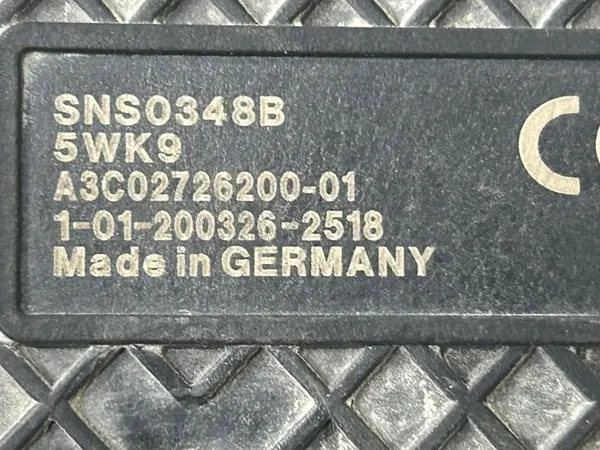 SNS0348B
5WK9
A3C02726200-01
1-01-200326-2518
Made in GERMANY